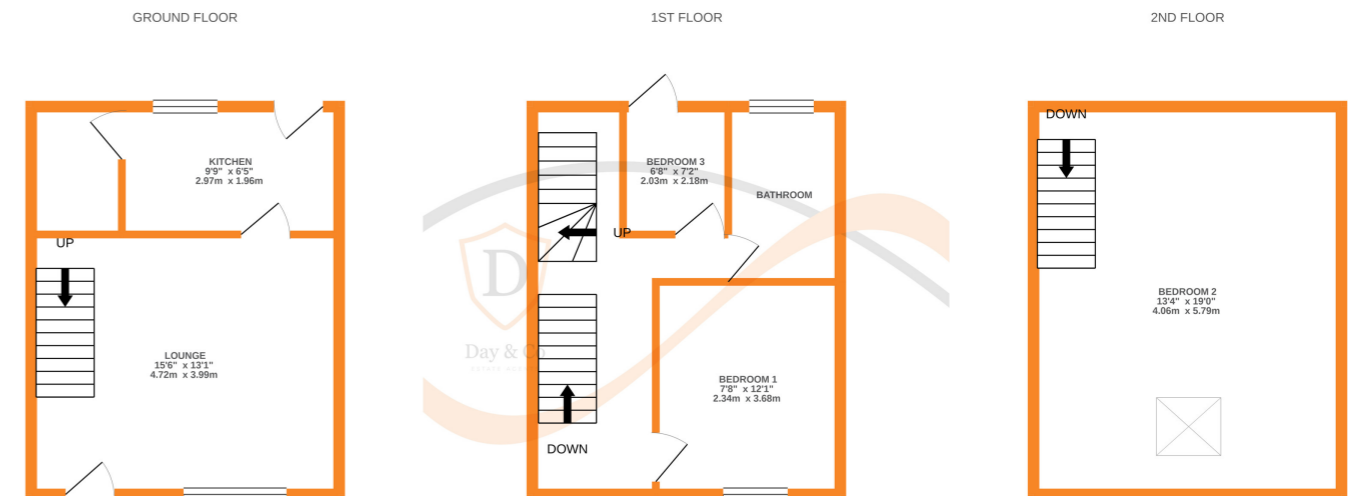 GROUND FLOOR
1ST FLOOR
2ND FLOOR
KITCHEN
9'9" x 6'5"
2.97m x 1.96m
UP
LOUNGE
15'6" x 13'1"
4.72m x 3.99m
BEDROOM 3
6'8" x 7'2"
2.03m x 2.18m
BATHROOM
UP
D
Day & Co
BEDROOM 1
7'8" x 12'1"
2.34m x 3.68m
DOWN
DOWN
BEDROOM 2
13'4" x 19'0"
4.06m x 5.79m